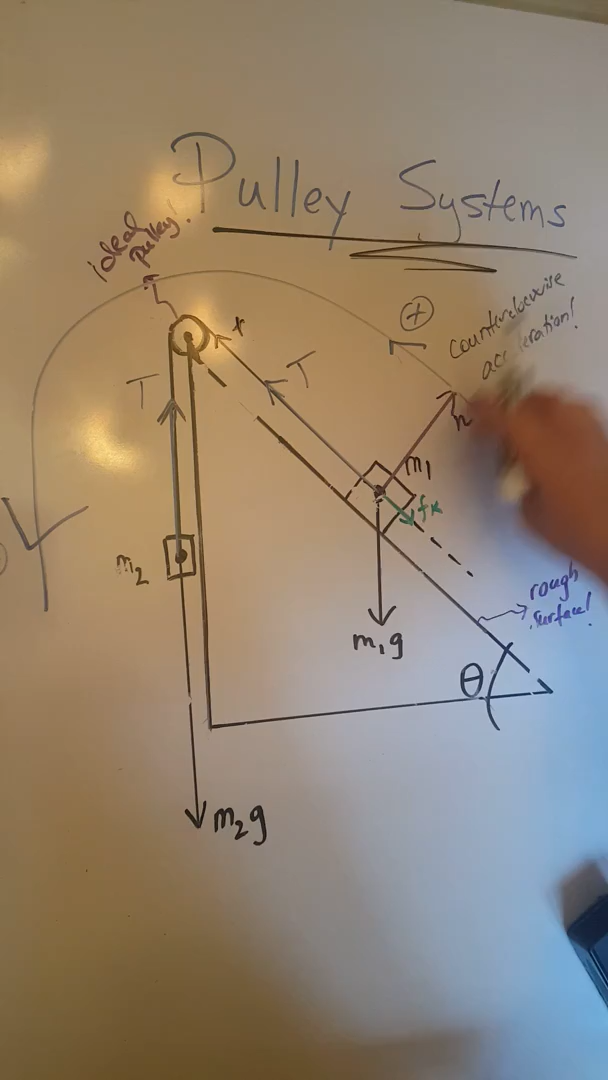 Pulley Systems
ideal
pulley!
+
counterclockwise
acceleration!
x
T
T
n
m₁
fₖ
m₂
m₁g
rough
surface!
θ
m₂g